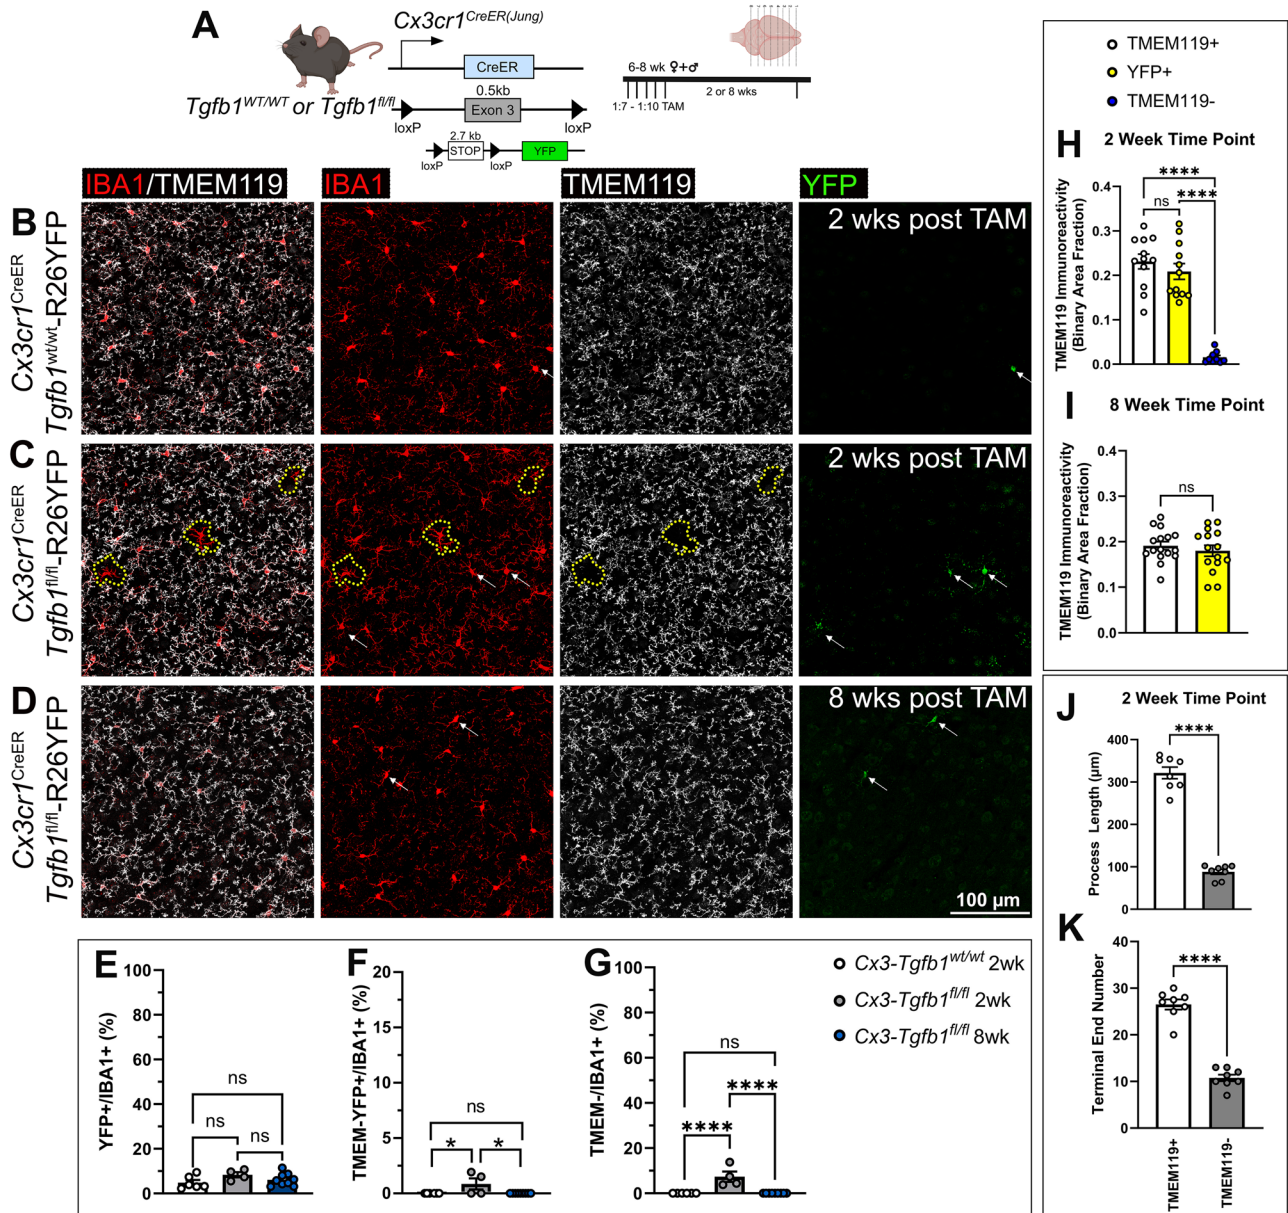 A
Cx3cr1CreER(Jung)
CreER
0.5kb
Tgfb1WT/WT or Tgfb1fl/fl
Exon 3
loxP
loxP
2.7 kb
STOP
YFP
loxP
loxP
6-8 wk ♀+♂
2 or 8 wks
1:7 - 1:10 TAM
IBA1/TMEM119
IBA1
TMEM119
YFP
B
Cx3cr1CreER
Tgfb1wt/wt-R26YFP
2 wks post TAM
C
Cx3cr1CreER
Tgfb1fl/fl-R26YFP
2 wks post TAM
D
Cx3cr1CreER
Tgfb1fl/fl-R26YFP
8 wks post TAM
100 µm
E
YFP+/IBA1+ (%)
100
80
60
40
20
10
0
ns
ns
ns
F
TMEM-YFP+/IBA1+ (%)
20
15
10
5
0
ns
*
*
G
TMEM-/IBA1+ (%)
100
80
60
40
20
0
ns
****
****
Cx3-Tgfb1wt/wt 2wk
Cx3-Tgfb1fl/fl 2wk
Cx3-Tgfb1fl/fl 8wk
TMEM119+
YFP+
TMEM119-
H
2 Week Time Point
TMEM119 Immunoreactivity
(Binary Area Fraction)
0.4
0.3
0.2
0.1
0.0
****
ns
****
I
8 Week Time Point
TMEM119 Immunoreactivity
(Binary Area Fraction)
0.4
0.3
0.2
0.1
0.0
ns
J
2 Week Time Point
Process Length (µm)
400
300
200
100
0
****
K
Terminal End Number
40
30
20
10
0
****
TMEM119+
TMEM119-